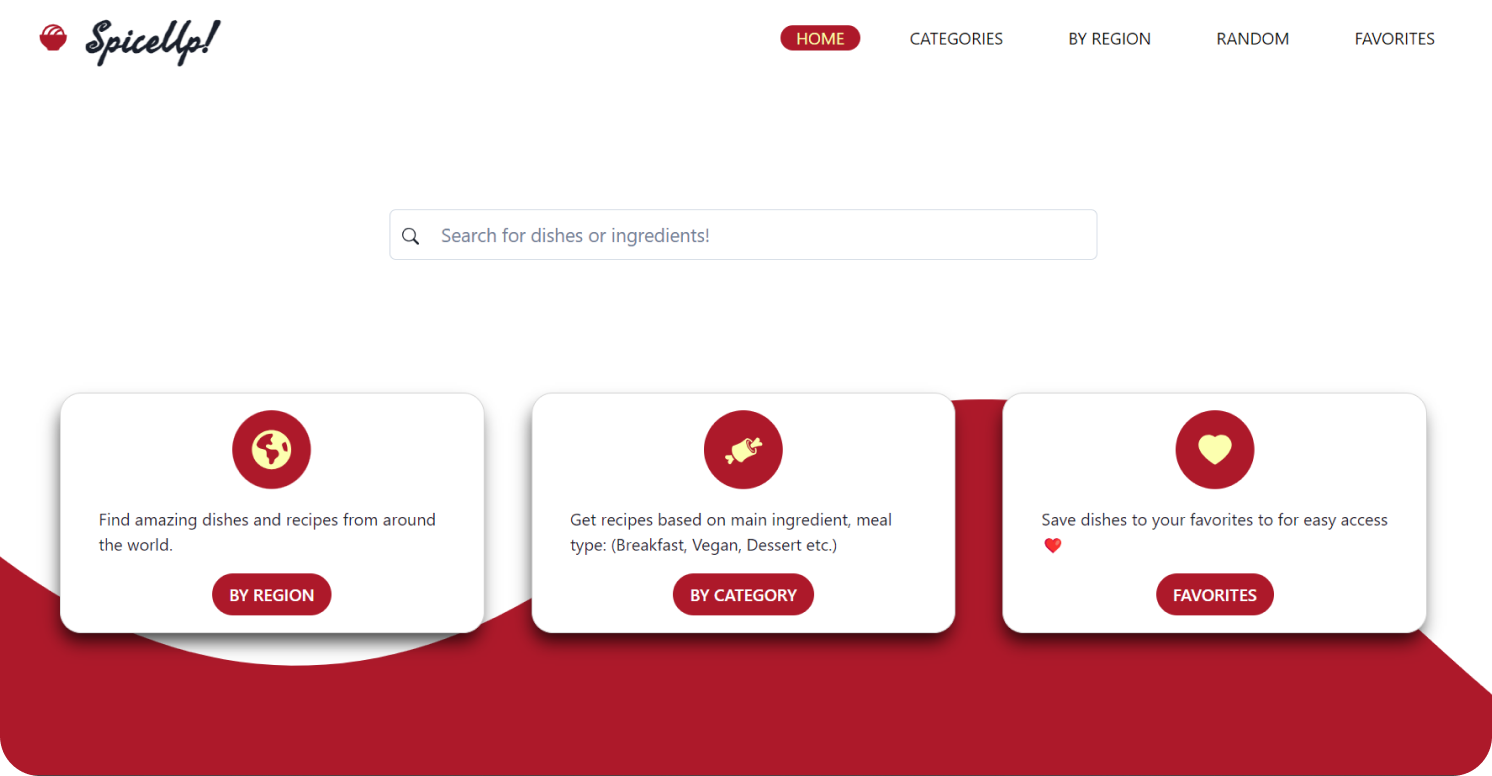 SpiceUp!
HOME CATEGORIES BY REGION RANDOM FAVORITES
Search for dishes or ingredients!
Find amazing dishes and recipes from around
the world.
BY REGION
Get recipes based on main ingredient, meal
type: (Breakfast, Vegan, Dessert etc.)
BY CATEGORY
Save dishes to your favorites to for easy access
❤️
FAVORITES